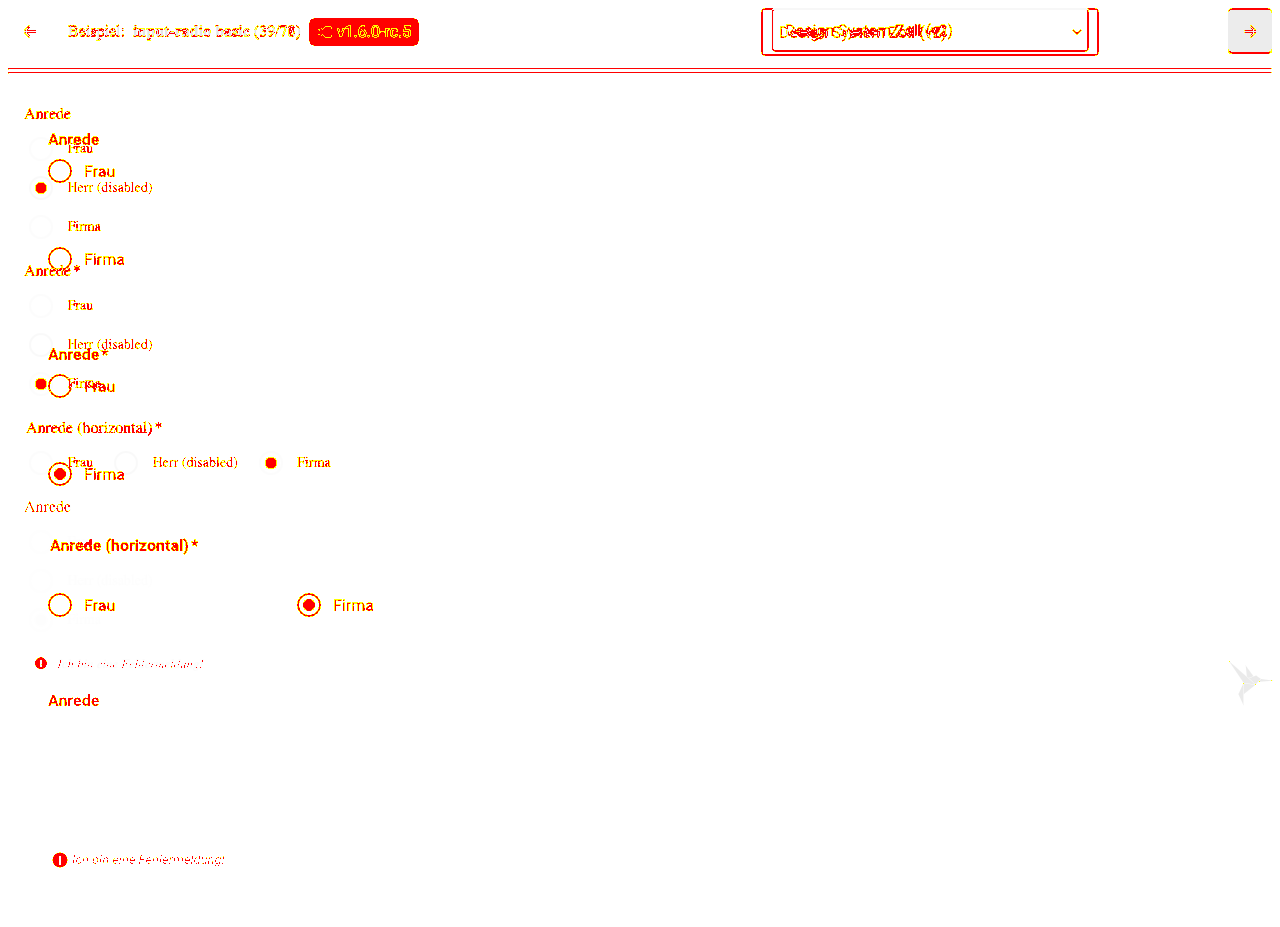 Beispiel: input-radio basic (39/70) v1.6.0-rc.5 Design System Zoll (v2)
Anrede
Anrede
Frau
Frau
Herr (disabled)
Firma
Firma
Anrede *
Frau
Herr (disabled)
Anrede *
Firma
Frau
Anrede (horizontal) *
Frau Herr (disabled) Firma
Firma
Anrede
Anrede (horizontal) *
Frau Firma
Anrede
Ich bin eine Fehlermeldung!